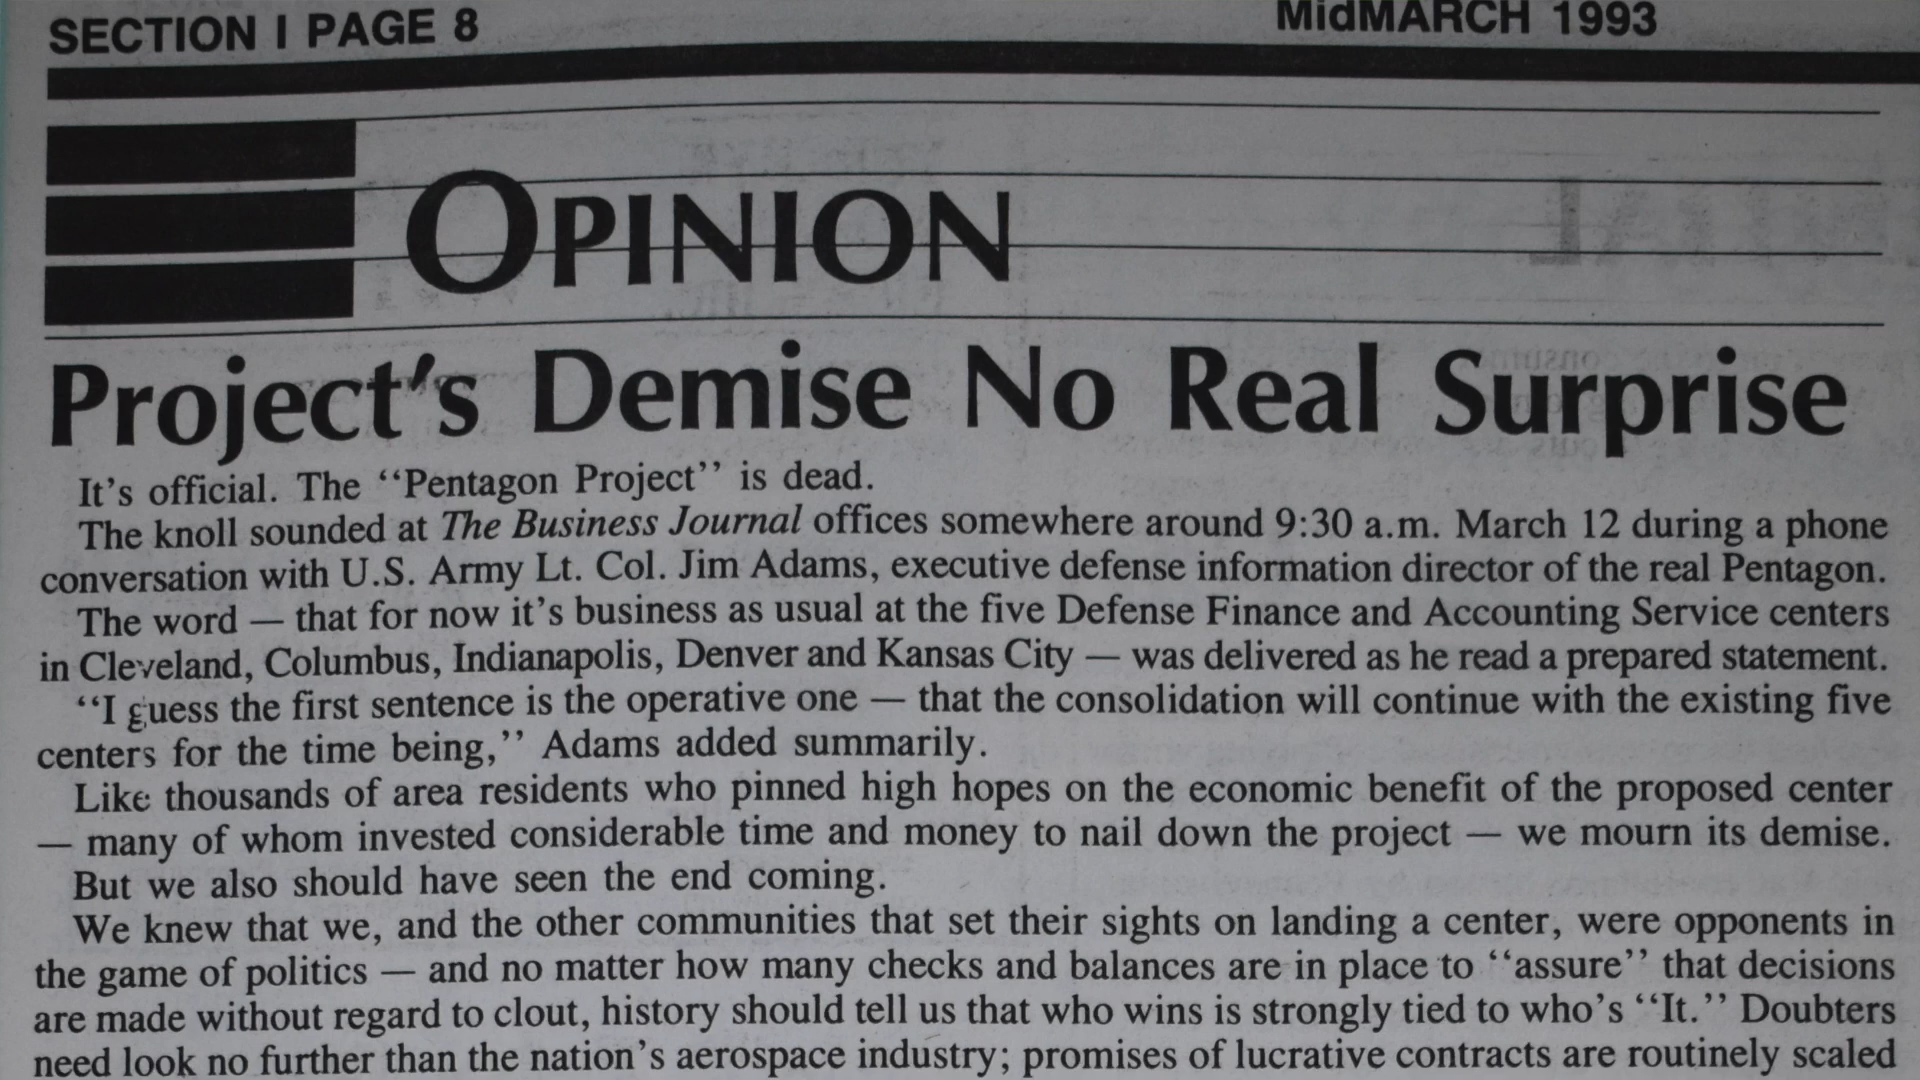 SECTION I PAGE 8
MidMARCH 1993
OPINION
Project's Demise No Real Surprise
It's official. The ‘‘Pentagon Project’’ is dead.
The knoll sounded at The Business Journal offices somewhere around 9:30 a.m. March 12 during a phone
conversation with U.S. Army Lt. Col. Jim Adams, executive defense information director of the real Pentagon.
The word — that for now it's business as usual at the five Defense Finance and Accounting Service centers
in Cleveland, Columbus, Indianapolis, Denver and Kansas City — was delivered as he read a prepared statement.
‘‘I guess the first sentence is the operative one — that the consolidation will continue with the existing five
centers for the time being,’’ Adams added summarily.
Like thousands of area residents who pinned high hopes on the economic benefit of the proposed center
— many of whom invested considerable time and money to nail down the project — we mourn its demise.
But we also should have seen the end coming.
We knew that we, and the other communities that set their sights on landing a center, were opponents in
the game of politics — and no matter how many checks and balances are in place to ‘‘assure’’ that decisions
are made without regard to clout, history should tell us that who wins is strongly tied to who's ‘‘It.’’ Doubters
need look no further than the nation's aerospace industry; promises of lucrative contracts are routinely scaled